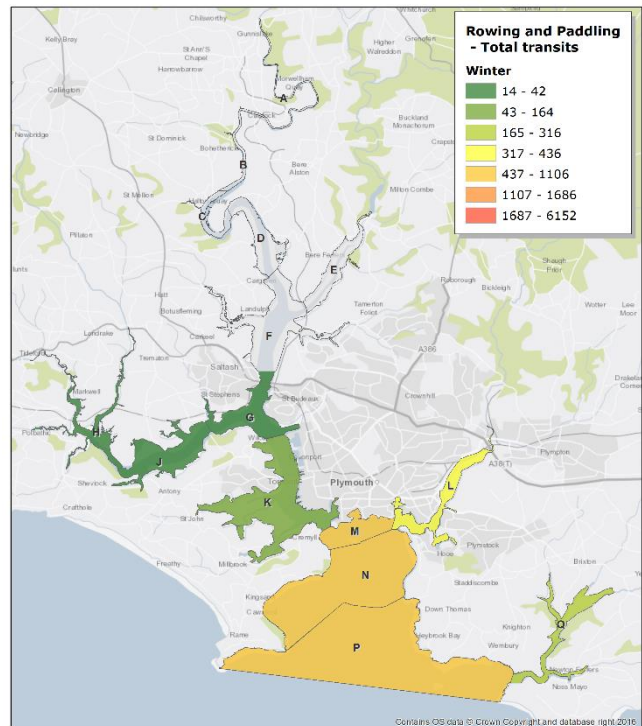 Rowing and Paddling
- Total transits
Winter
14 - 42
43 - 164
165 - 316
317 - 436
437 - 1106
1107 - 1686
1687 - 6152
Chilsworthy
Kelly Bray
St Ann'S
Chapel
Gunnislake
Higher
Walreddon
Grenofen
Harrowbarrow
Morwellham
Quay
A
Callington
Buckland
Monachorum
Newbridge
St Dominick
Bohetherick
B
Bere
Alston
Milton Combe
C
St Mellion
D
Pillaton
E
Bere Ferrers
Shaugh
Prior
Cargreen
Hatt
Landulph
Tamerton
Foliot
Roborough
Bickleigh
Botusfleming
Wotter
Lee
Moor
Landrake
F
A386
Tideford
Trematon
Saltash
St Stephens
St Budeaux
Crownhill
Markwell
G
Plympton
H
A38(T)
J
Sheviock
Antony
Plymouth
L
Crafthole
K
St John
M
Cremyll
Plymstock
Millbrook
Hooe
Freathy
Brixton
Staddiscombe
N
Kingsand
Cawsand
Down Thomas
Knighton
Q
Rame
Heybrook Bay
Wembury
P
Newton Ferrers
Noss Mayo
Contains OS data © Crown Copyright and database right 2016